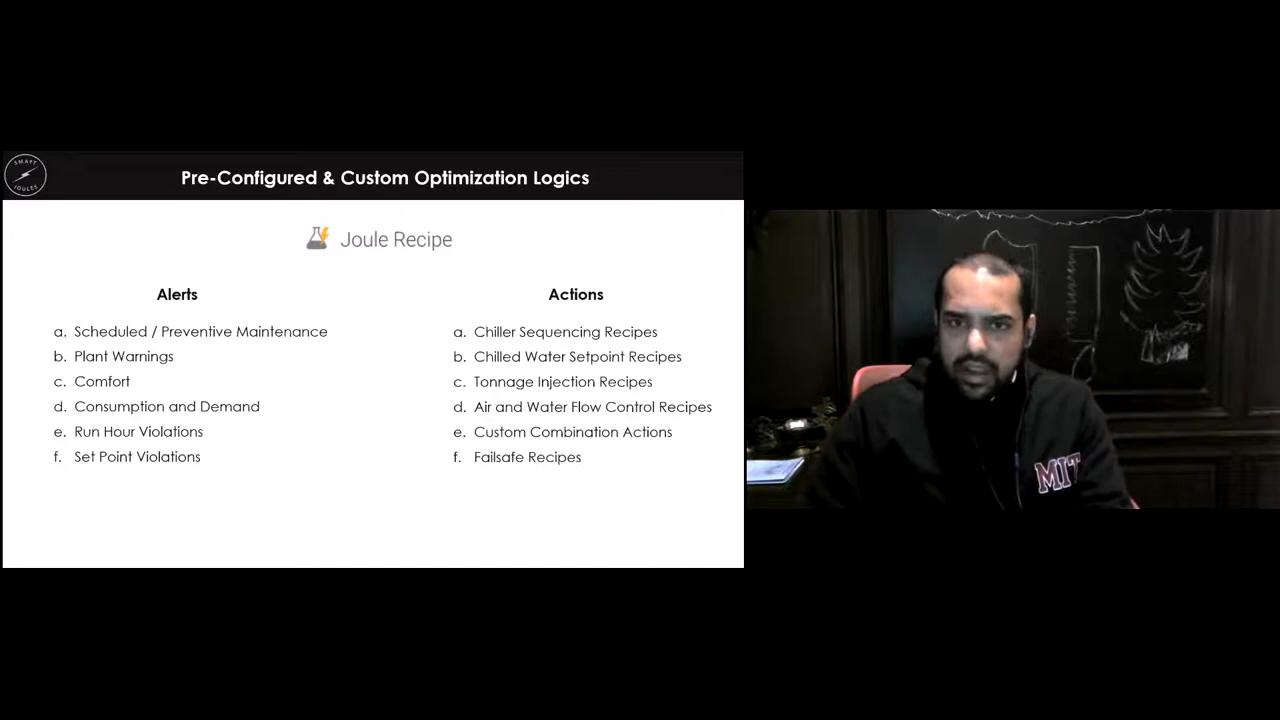 SMART
JOULES
Pre-Configured & Custom Optimization Logics
Joule Recipe
Alerts
a. Scheduled / Preventive Maintenance
b. Plant Warnings
c. Comfort
d. Consumption and Demand
e. Run Hour Violations
f. Set Point Violations
Actions
a. Chiller Sequencing Recipes
b. Chilled Water Setpoint Recipes
c. Tonnage Injection Recipes
d. Air and Water Flow Control Recipes
e. Custom Combination Actions
f. Failsafe Recipes
MIT